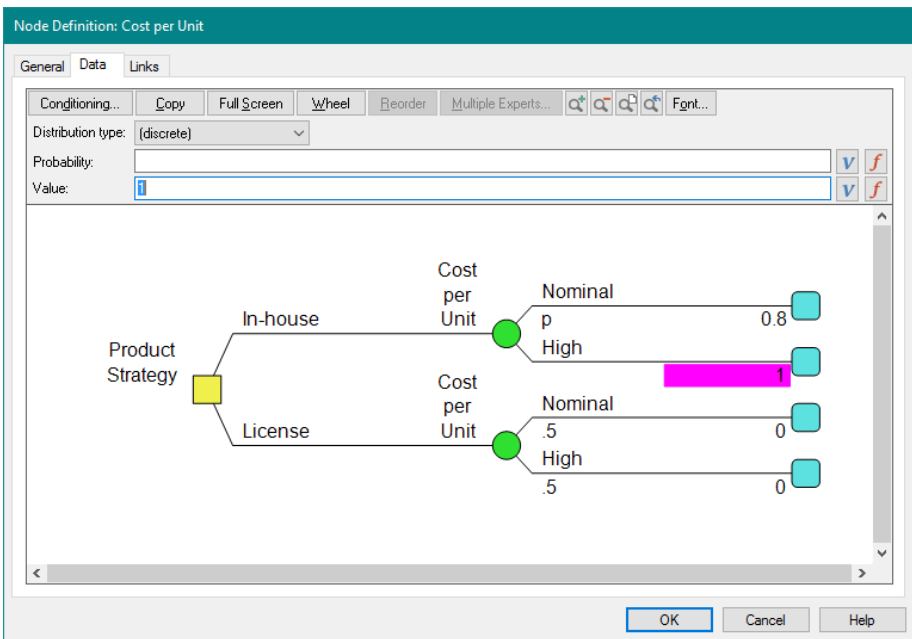 Node Definition: Cost per Unit
General Data Links
Conditioning... Copy Full Screen Wheel Reorder Multiple Experts... Font...
Distribution type: (discrete)
Probability: V f
Value: 1 V f
Cost
per
Unit
Nominal
p 0.8
In-house
High
1
Product
Strategy
Cost
per
Unit
Nominal
.5 0
License
High
.5 0
OK Cancel Help